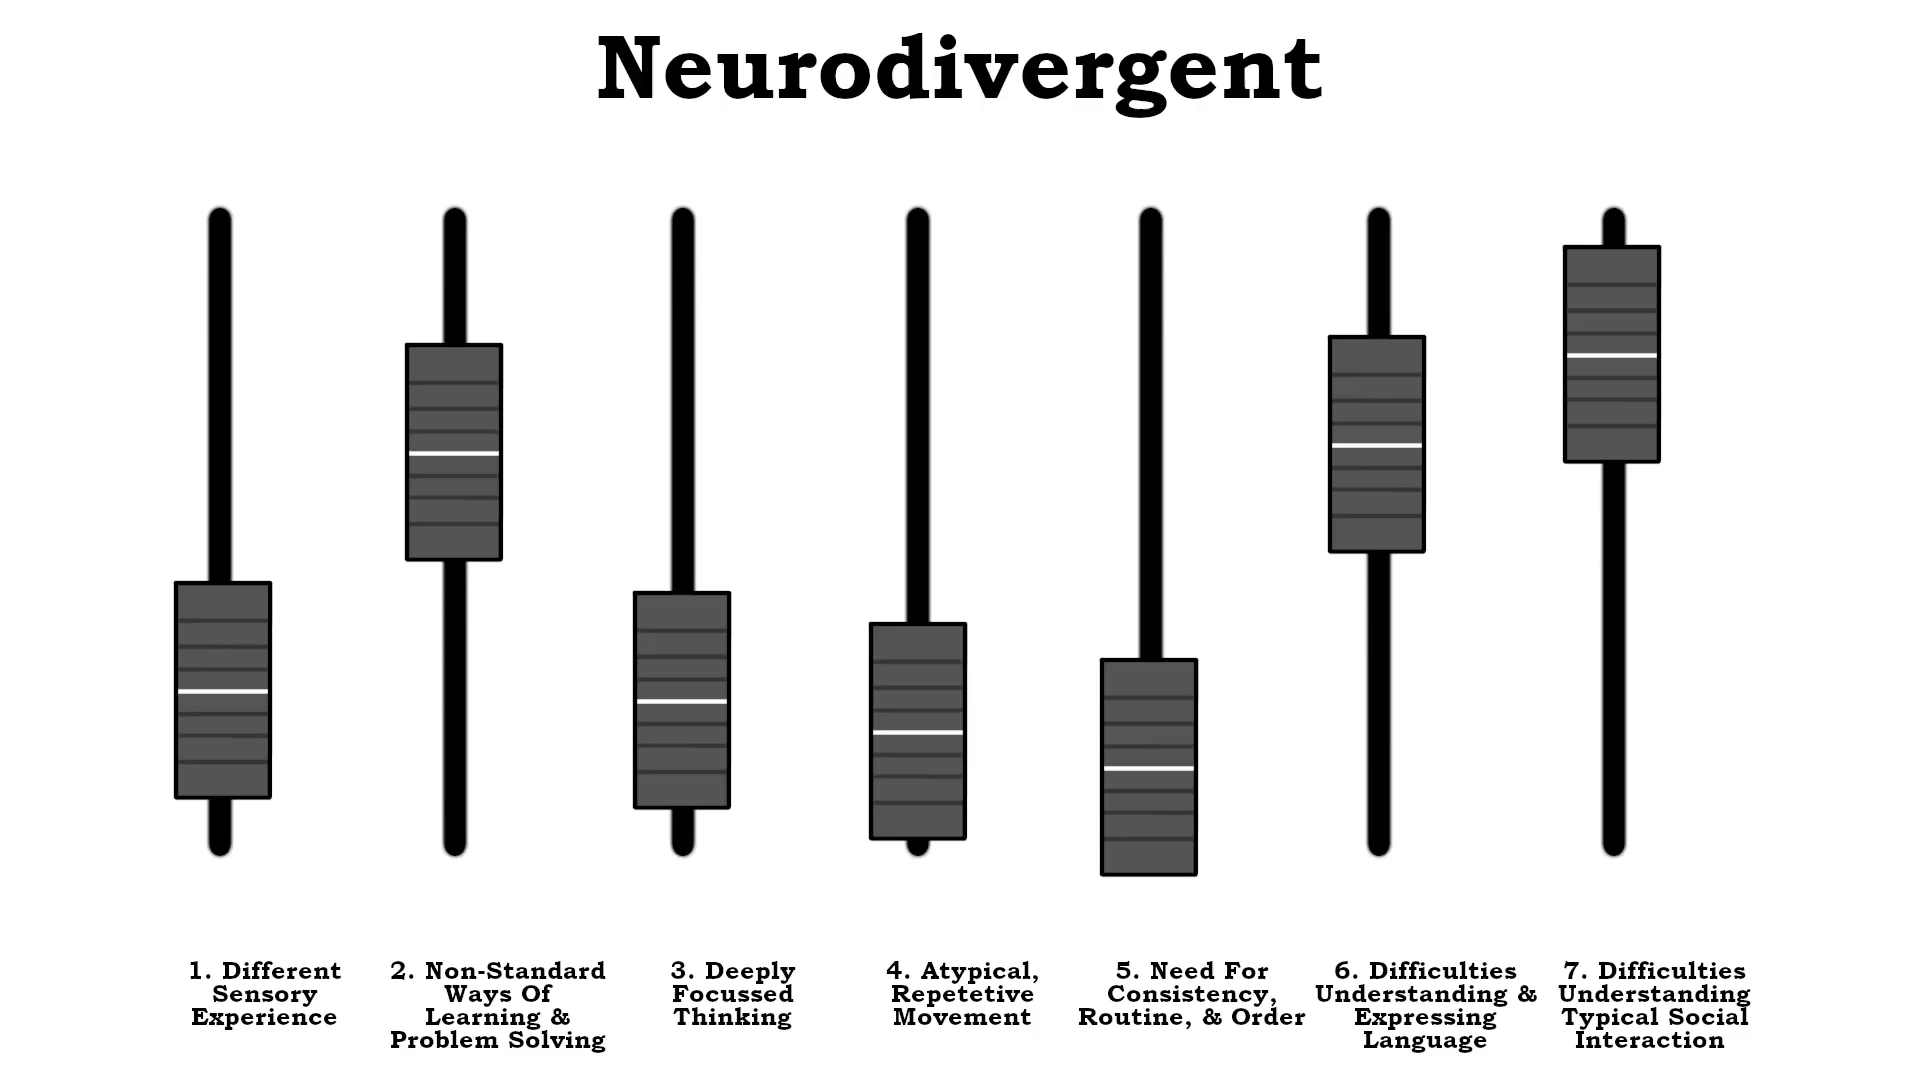 Neurodivergent
1. Different
Sensory
Experience
2. Non-Standard
Ways Of
Learning &
Problem Solving
3. Deeply
Focussed
Thinking
4. Atypical,
Repetetive
Movement
5. Need For
Consistency,
Routine, & Order
6. Difficulties
Understanding &
Expressing
Language
7. Difficulties
Understanding
Typical Social
Interaction